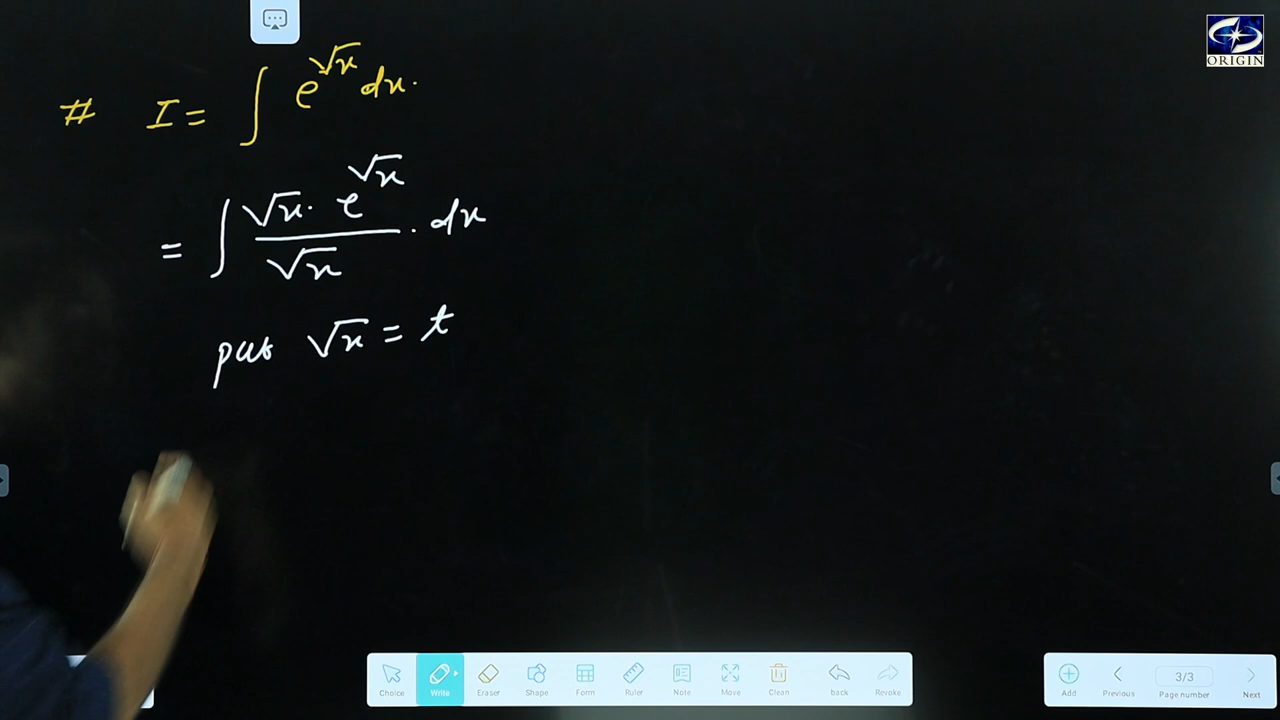 ORIGIN
# I = ∫ e^√x dx.
= ∫ (√x · e^√x)/√x · dx
put √x = t
Choice Write Eraser Shape Form Ruler Note Move Clean back Revoke
Add Previous 3/3 Page number Next